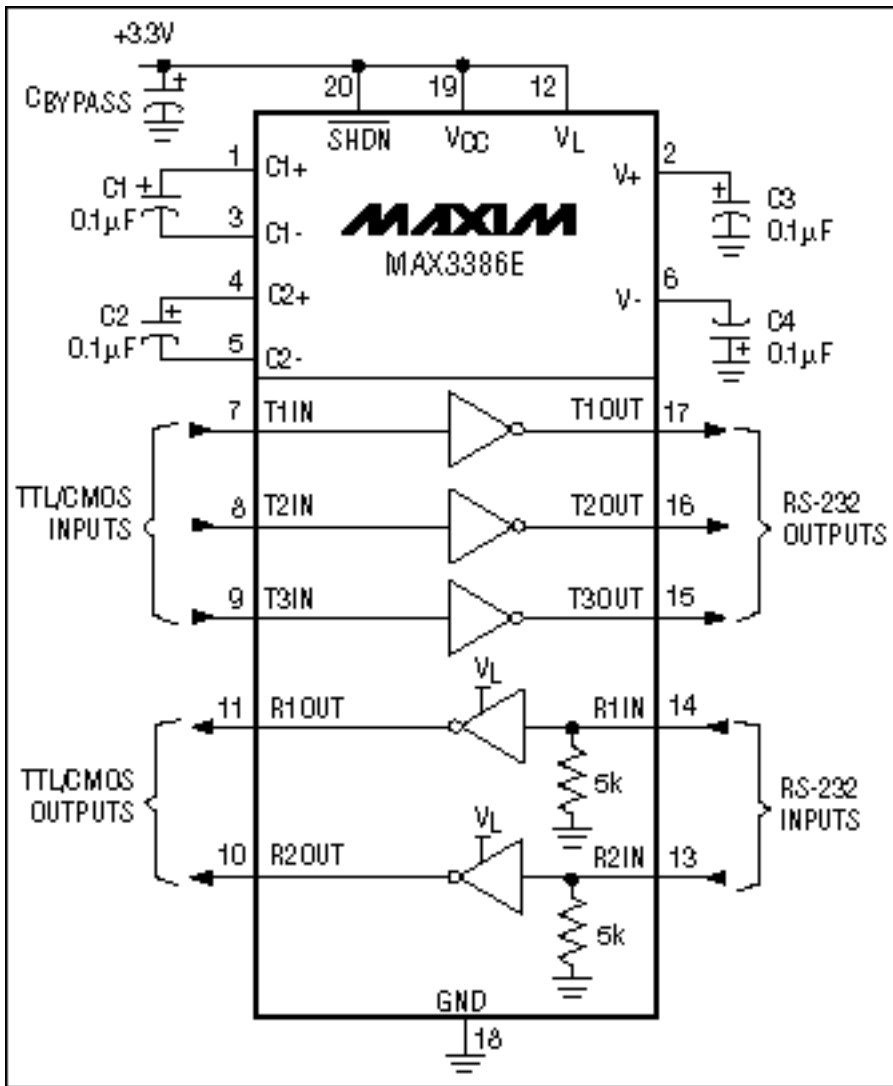 +3.3V
CBYPASS
20 19 12
SHDN VCC VL
1 C1+
C1 +
0.1µF
3 C1-
4 C2+
C2 +
0.1µF
5 C2-
MAXIM
MAX3386E
V+ 2
+ C3
0.1µF
V- 6
C4
+ 0.1µF
7 T1IN T1OUT 17
TTL/CMOS
INPUTS
8 T2IN T2OUT 16
RS-232
OUTPUTS
9 T3IN T3OUT 15
VL
11 R1OUT R1IN 14
5k
TTL/CMOS
OUTPUTS
RS-232
INPUTS
VL
10 R2OUT R2IN 13
5k
GND
18